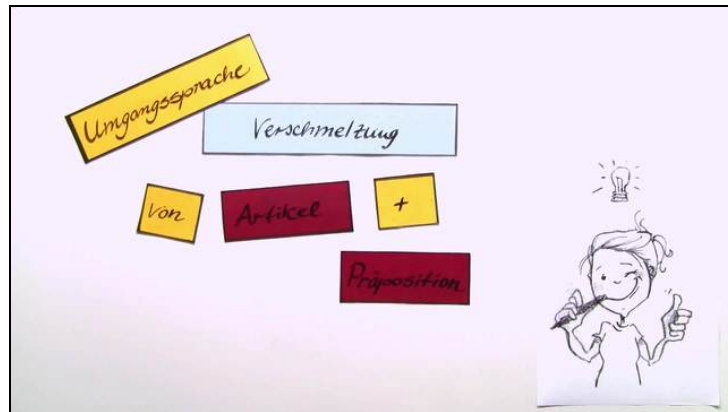 Umgangssprache
Verschmelzung
von Artikel +
Präposition